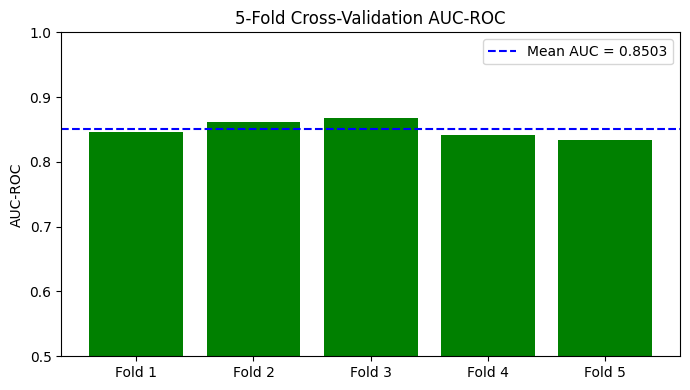 5-Fold Cross-Validation AUC-ROC
Mean AUC = 0.8503
AUC-ROC
1.0
0.9
0.8
0.7
0.6
0.5
Fold 1
Fold 2
Fold 3
Fold 4
Fold 5